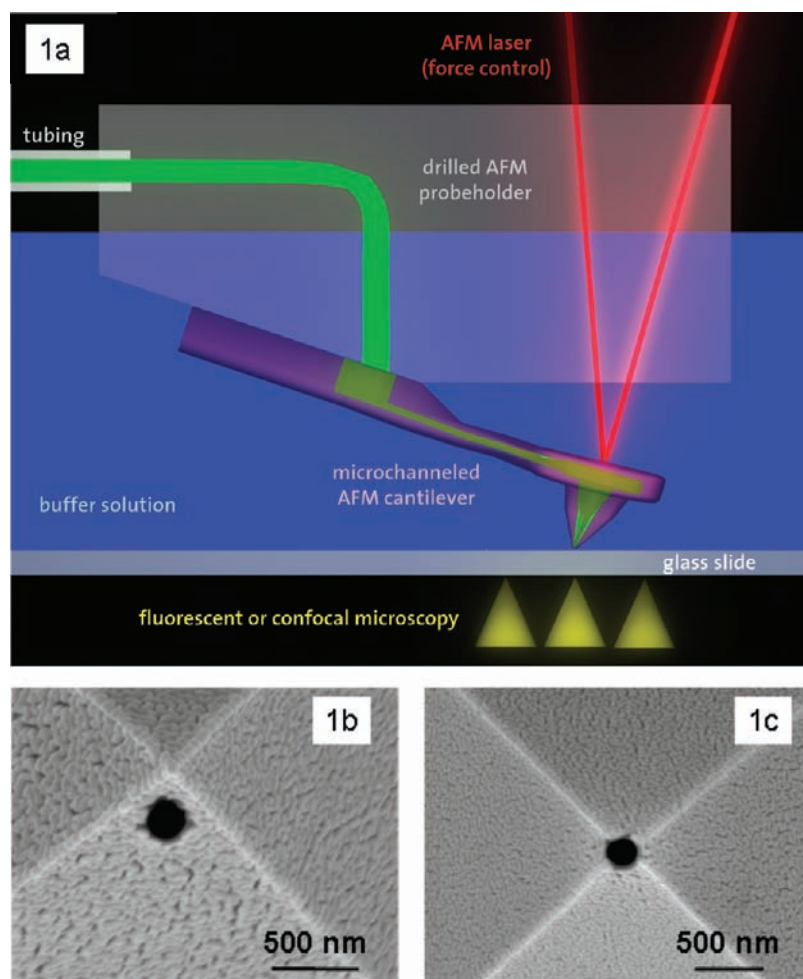 1a
AFM laser
(force control)
tubing
drilled AFM
probeholder
microchanneled
AFM cantilever
buffer solution
glass slide
fluorescent or confocal microscopy
1b
500 nm
1c
500 nm